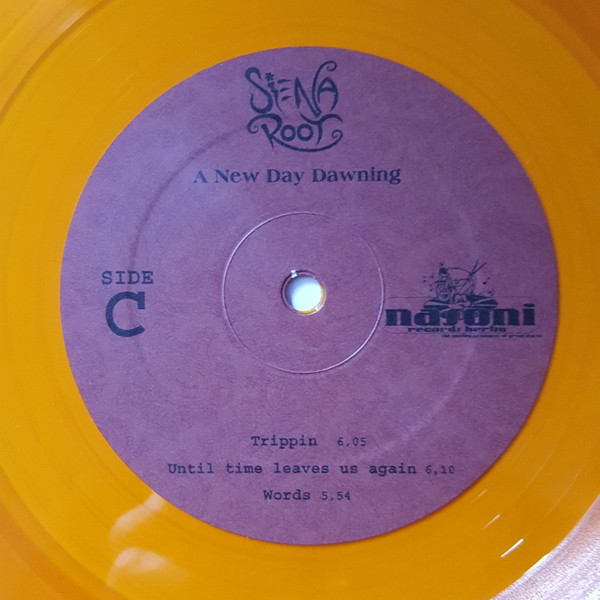 SIENA
ROOT
A New Day Dawning
SIDE
C
nasoni
records berlin
Trippin 6,05
Until time leaves us again 6,10
Words 5,54